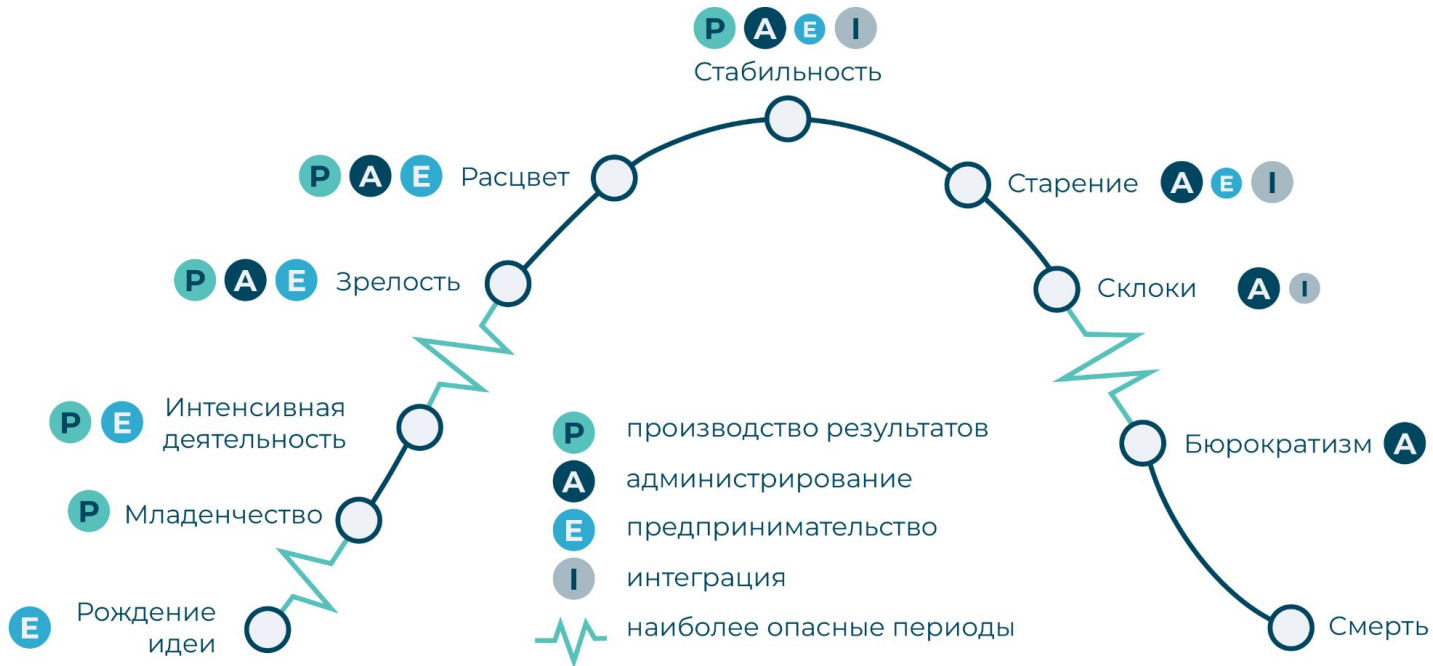 P A E I
Стабильность
P A E Расцвет
Старение A E I
P A E Зрелость
Склоки A I
P E Интенсивная
деятельность
P Младенчество
E Рождение
идеи
P производство результатов
A администрирование
E предпринимательство
I интеграция
наиболее опасные периоды
Бюрократизм A
Смерть